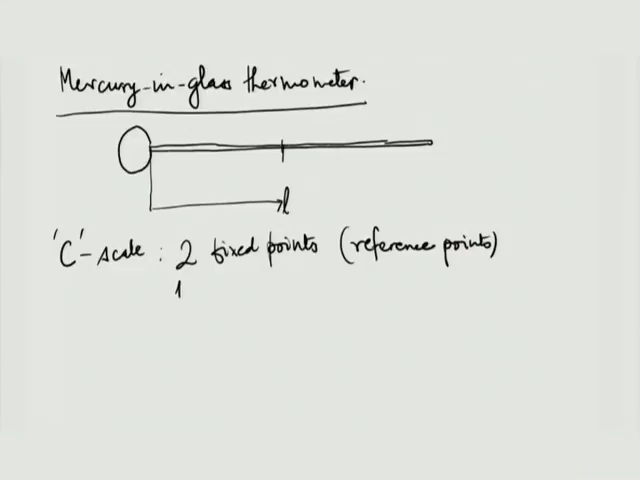 Mercury-in-glass thermometer.
l
'C'-scale : 2 fixed points (reference points)
1